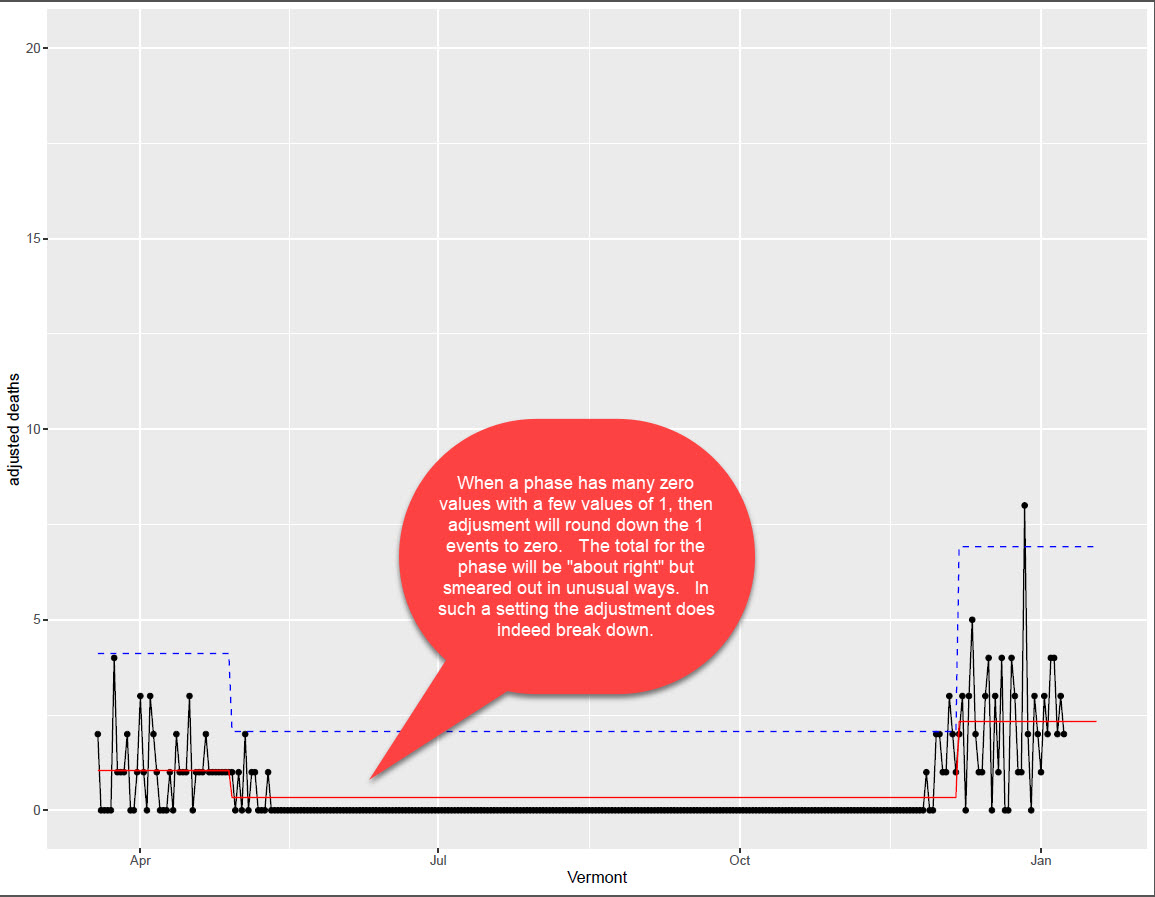 20
15
10
5
0
adjusted deaths
When a phase has many zero
values with a few values of 1, then
adjusment will round down the 1
events to zero.   The total for the
phase will be "about right" but
smeared out in unusual ways.   In
such a setting the adjustment does
indeed break down.
Apr
Jul
Oct
Jan
Vermont